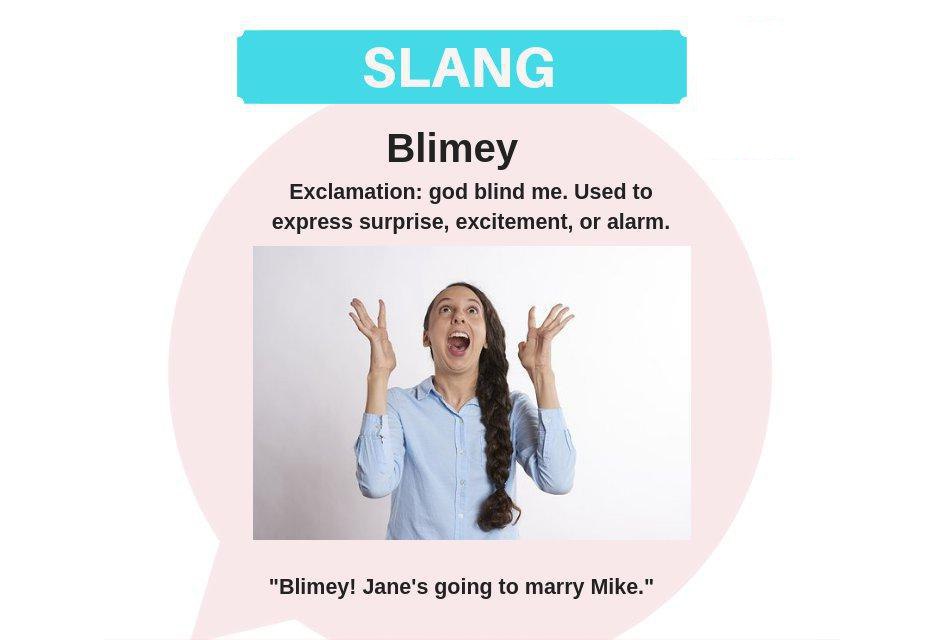 SLANG
Blimey
Exclamation: god blind me. Used to
express surprise, excitement, or alarm.
"Blimey! Jane's going to marry Mike."